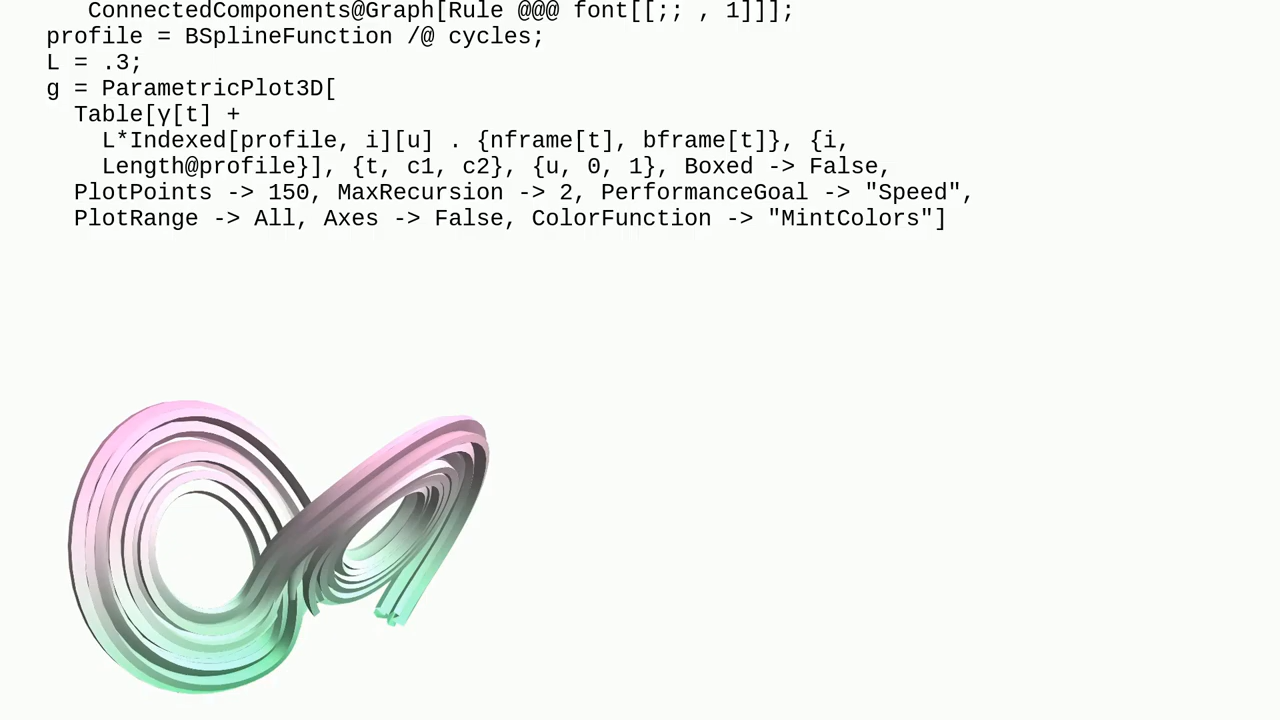 ConnectedComponents@Graph[Rule @@@ font[[;; , 1]]];
profile = BSplineFunction /@ cycles;
L = .3;
g = ParametricPlot3D[
Table[γ[t] +
L*Indexed[profile, i][u] . {nframe[t], bframe[t]}, {i,
Length@profile}], {t, c1, c2}, {u, 0, 1}, Boxed -> False,
PlotPoints -> 150, MaxRecursion -> 2, PerformanceGoal -> "Speed",
PlotRange -> All, Axes -> False, ColorFunction -> "MintColors"]